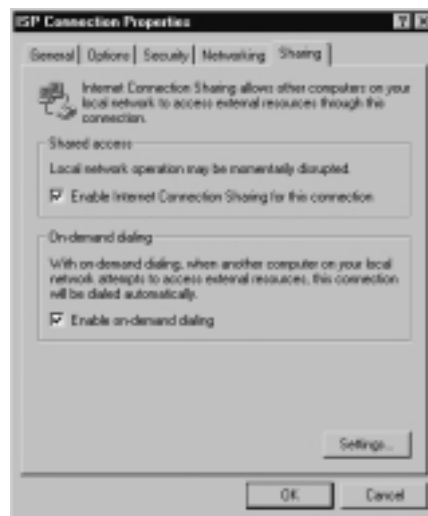 ISP Connection Properties
General Options Security Networking Sharing
Internet Connection Sharing allows other computers on your
local network to access external resources through this
connection.
Shared access
Local network operation may be momentarily disrupted.
Enable Internet Connection Sharing for this connection
On-demand dialing
With on-demand dialing, when another computer on your local
network attempts to access external resources, this connection
will be dialed automatically.
Enable on-demand dialing
Settings...
OK Cancel